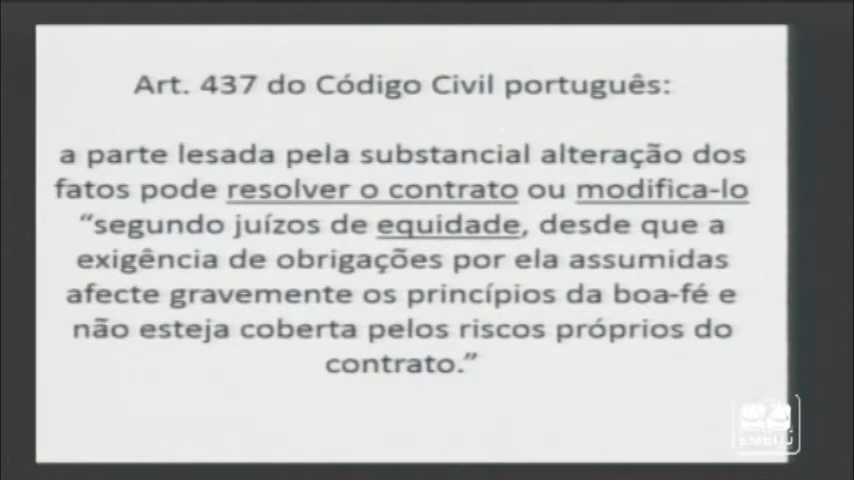 Art. 437 do Código Civil português:
a parte lesada pela substancial alteração dos
fatos pode resolver o contrato ou modifica-lo
“segundo juízos de equidade, desde que a
exigência de obrigações por ela assumidas
afecte gravemente os princípios da boa-fé e
não esteja coberta pelos riscos próprios do
contrato.”